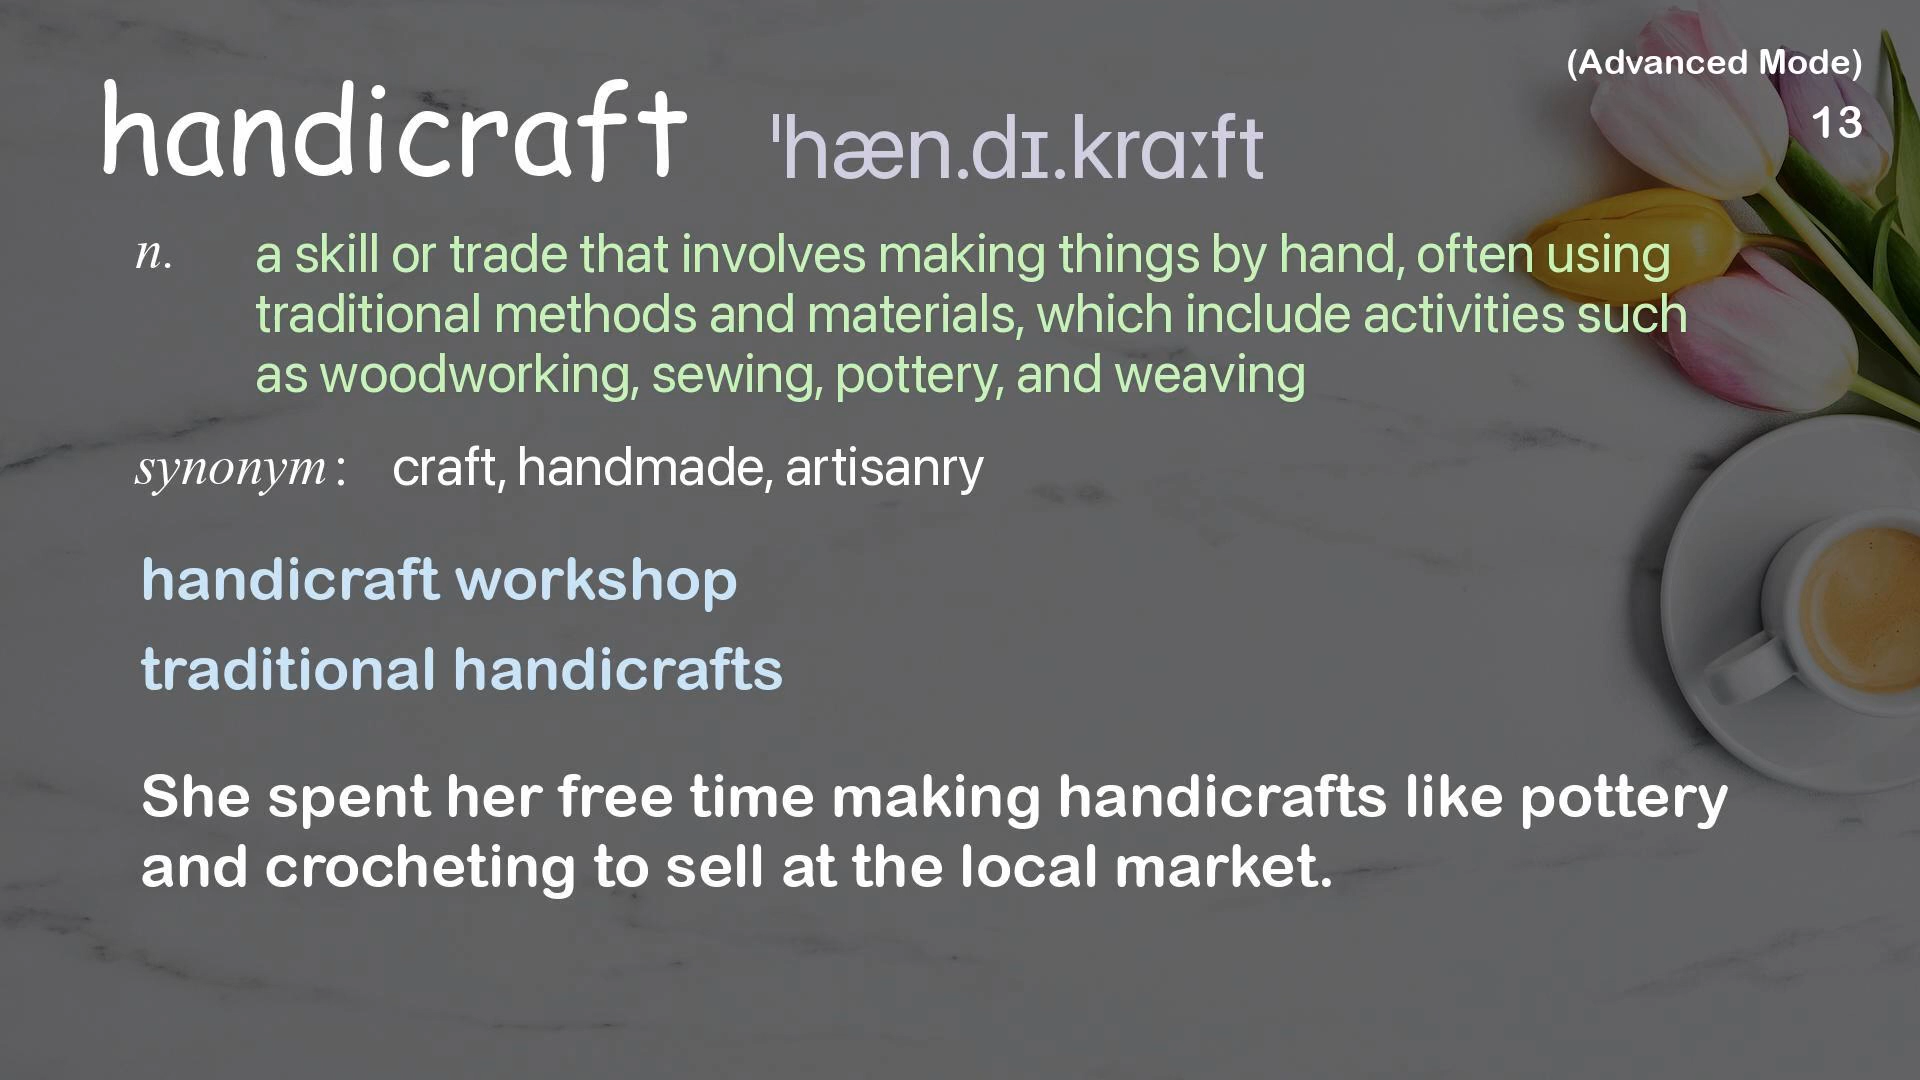 (Advanced Mode)
13
handicraft ˈhæn.dɪ.krɑːft
n. a skill or trade that involves making things by hand, often using
traditional methods and materials, which include activities such
as woodworking, sewing, pottery, and weaving
synonym: craft, handmade, artisanry
handicraft workshop
traditional handicrafts
She spent her free time making handicrafts like pottery
and crocheting to sell at the local market.